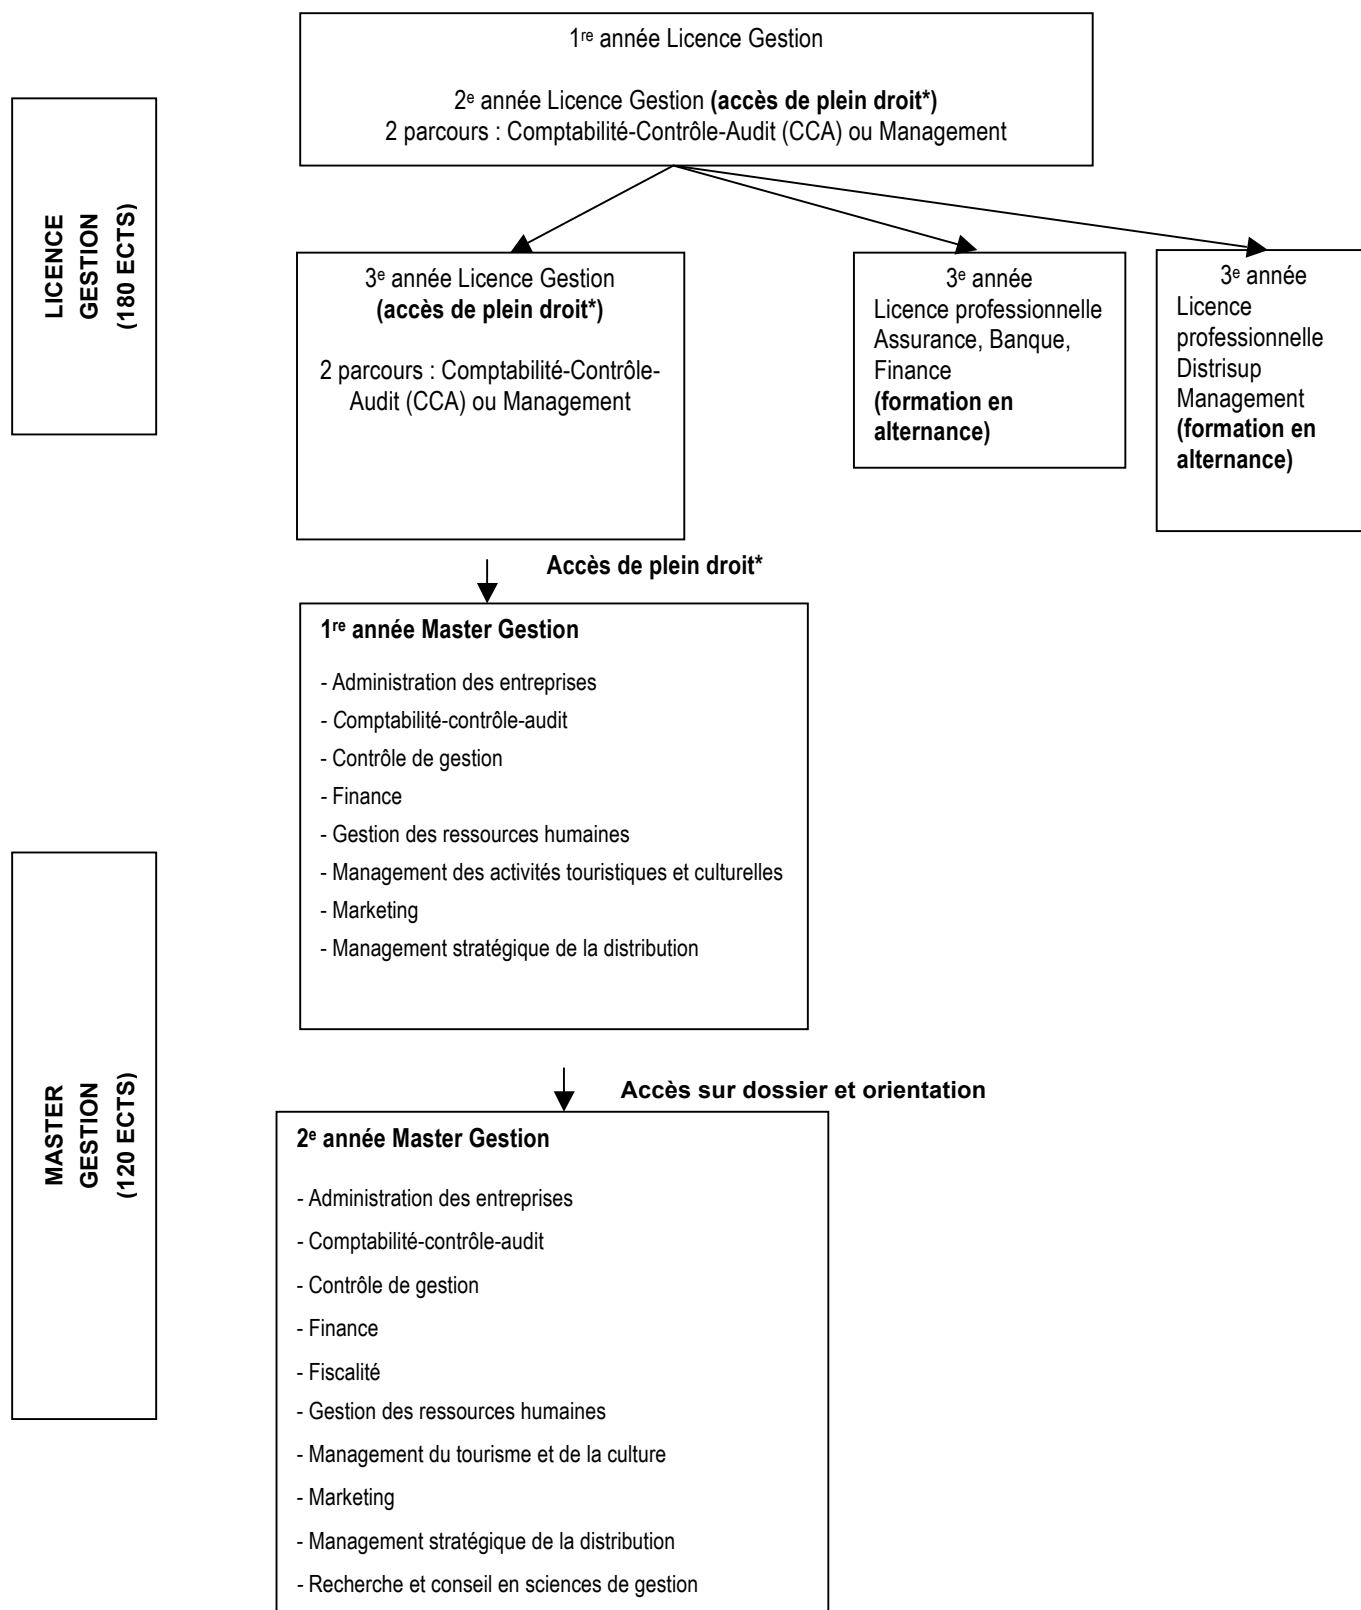 1re année Licence Gestion
2e année Licence Gestion (accès de plein droit*)
2 parcours : Comptabilité-Contrôle-Audit (CCA) ou Management
LICENCE
GESTION
(180 ECTS)
3e année Licence Gestion
(accès de plein droit*)
2 parcours : Comptabilité-Contrôle-
Audit (CCA) ou Management
3e année
Licence professionnelle
Assurance, Banque,
Finance
(formation en
alternance)
3e année
Licence
professionnelle
Distrisup
Management
(formation en
alternance)
Accès de plein droit*
1re année Master Gestion
- Administration des entreprises
- Comptabilité-contrôle-audit
- Contrôle de gestion
- Finance
- Gestion des ressources humaines
- Management des activités touristiques et culturelles
- Marketing
- Management stratégique de la distribution
MASTER
GESTION
(120 ECTS)
Accès sur dossier et orientation
2e année Master Gestion
- Administration des entreprises
- Comptabilité-contrôle-audit
- Contrôle de gestion
- Finance
- Fiscalité
- Gestion des ressources humaines
- Management du tourisme et de la culture
- Marketing
- Management stratégique de la distribution
- Recherche et conseil en sciences de gestion